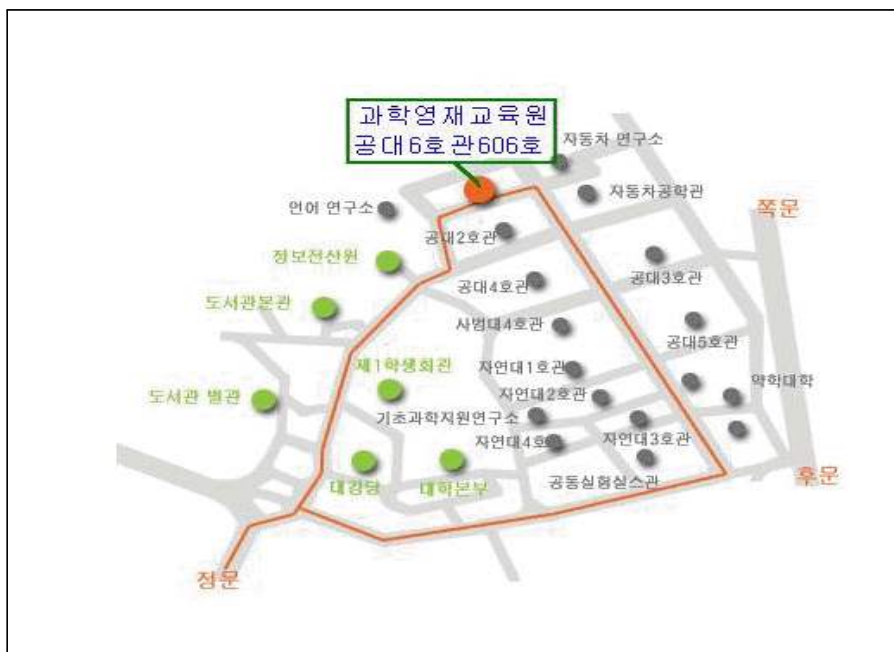 과학영재교육원
공대6호관606호
자동차 연구소
자동차공학관
언어 연구소
쪽문
공대2호관
정보전산원
공대3호관
공대4호관
도서관본관
사범대4호관
공대5호관
제1학생회관
자연대1호관
약학대학
도서관 별관
자연대2호관
기초과학지원연구소
자연대4호
자연대3호관
후문
대강당
대학본부
공동실험실스관
정문